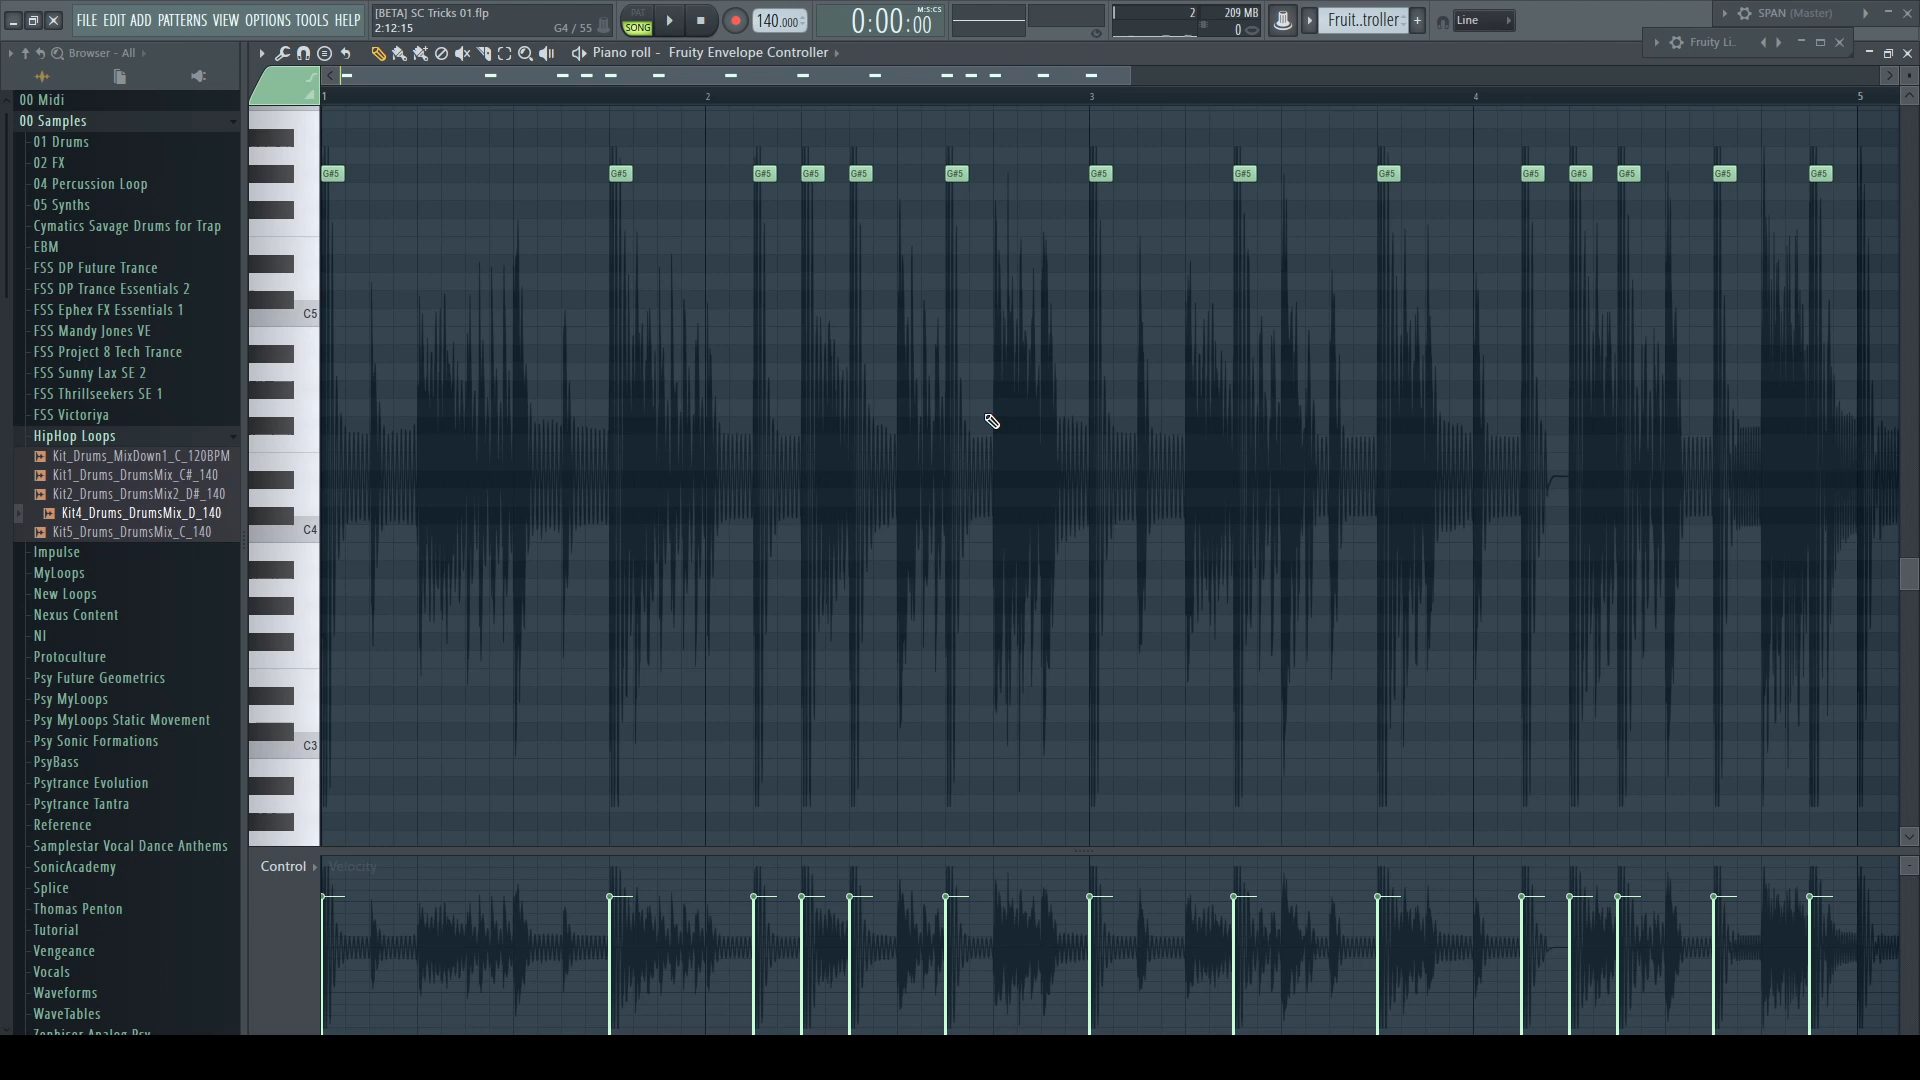 FILE EDIT ADD PATTERNS VIEW OPTIONS TOOLS HELP
[BETA] SC Tricks 01.flp
2:12:15
G4 / 55
PAT
SONG
140.000
0:00:00
M:S:CS
2
209 MB
0
Fruit..troller
Line
SPAN (Master)
Fruity Li..
Browser - All
Piano roll - Fruity Envelope Controller
00 Midi
00 Samples
01 Drums
02 FX
04 Percussion Loop
05 Synths
Cymatics Savage Drums for Trap
EBM
FSS DP Future Trance
FSS DP Trance Essentials 2
FSS Ephex FX Essentials 1
FSS Mandy Jones VE
FSS Project 8 Tech Trance
FSS Sunny Lax SE 2
FSS Thrillseekers SE 1
FSS Victoriya
HipHop Loops
Kit_Drums_MixDown1_C_120BPM
Kit1_Drums_DrumsMix_C#_140
Kit2_Drums_DrumsMix2_D#_140
Kit4_Drums_DrumsMix_D_140
Kit5_Drums_DrumsMix_C_140
Impulse
MyLoops
New Loops
Nexus Content
NI
Protoculture
Psy Future Geometrics
Psy MyLoops
Psy MyLoops Static Movement
Psy Sonic Formations
PsyBass
Psytrance Evolution
Psytrance Tantra
Reference
Samplestar Vocal Dance Anthems
SonicAcademy
Splice
Thomas Penton
Tutorial
Vengeance
Vocals
Waveforms
WaveTables
1 2 3 4 5
G#5 G#5 G#5 G#5 G#5 G#5 G#5 G#5 G#5 G#5 G#5 G#5 G#5 G#5
C5
C4
C3
Control
Velocity